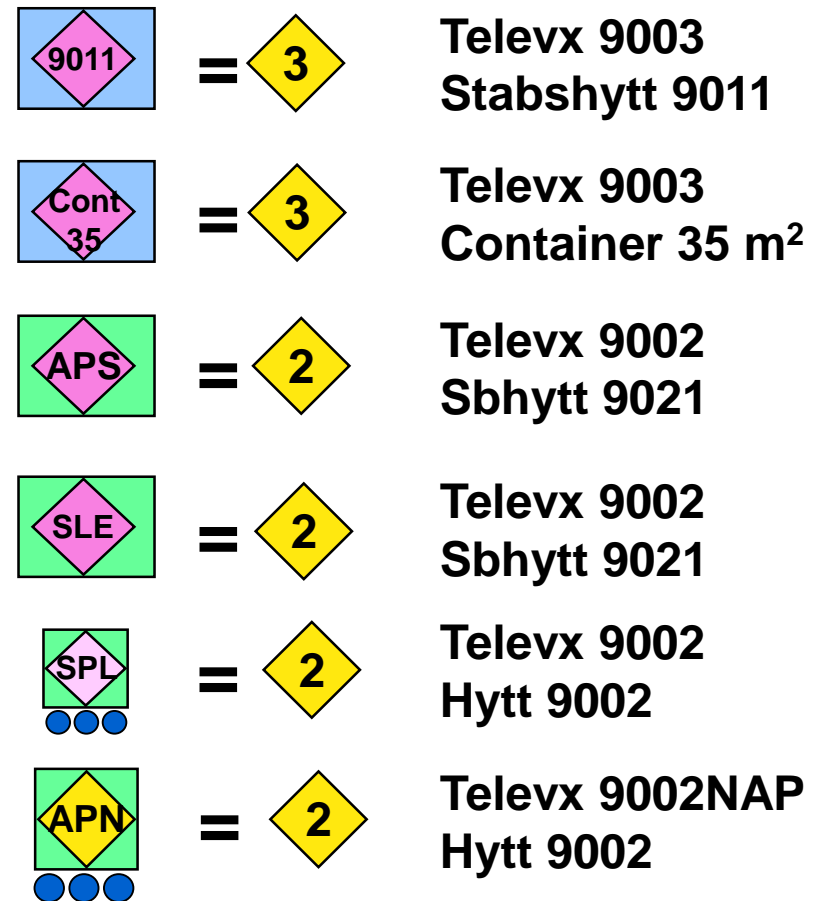 9011 = 3 Televx 9003
Stabshytt 9011
Cont
35 = 3 Televx 9003
Container 35 m²
APS = 2 Televx 9002
Sbhytt 9021
SLE = 2 Televx 9002
Sbhytt 9021
SPL = 2 Televx 9002
Hytt 9002
APN = 2 Televx 9002NAP
Hytt 9002